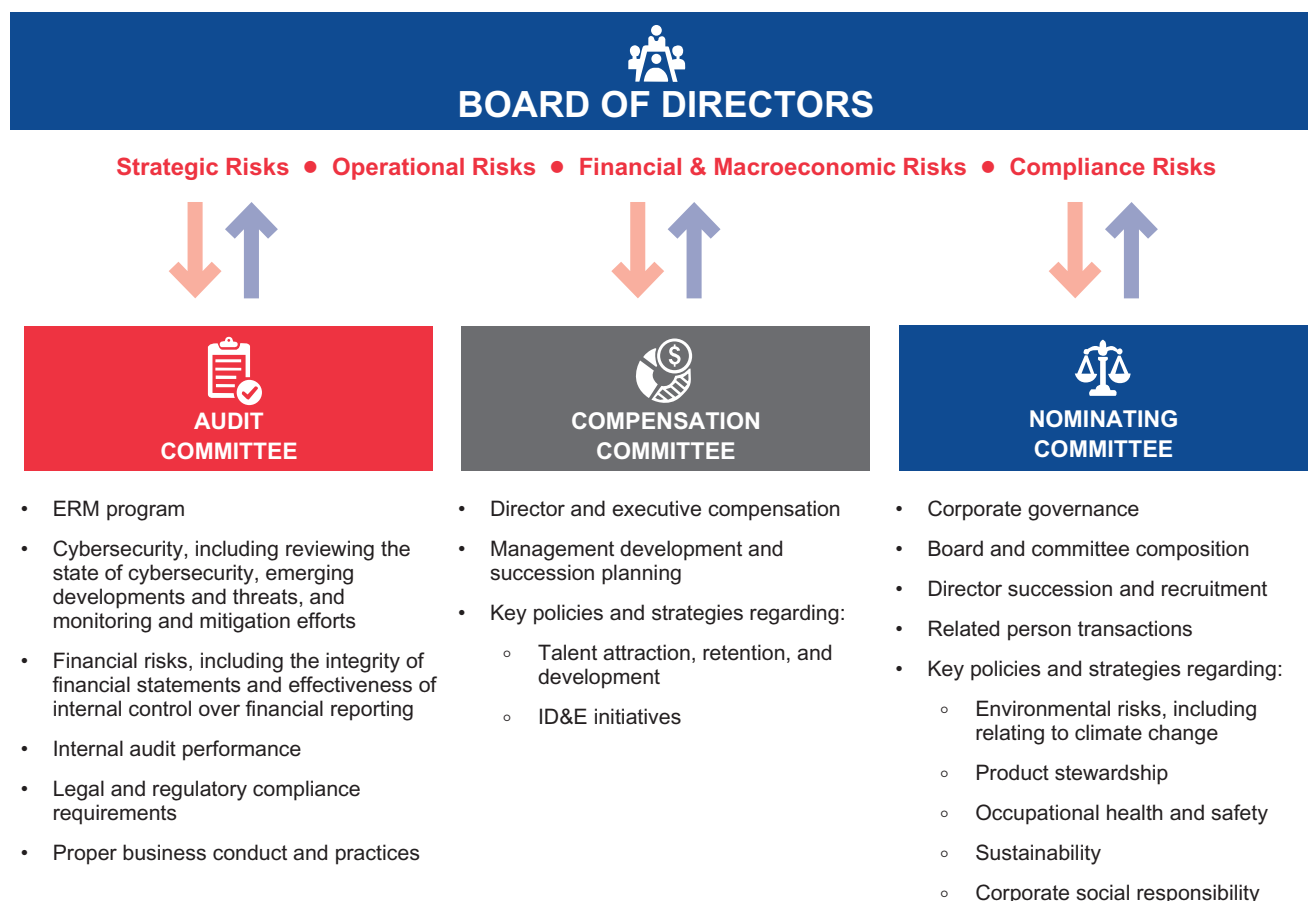 BOARD OF DIRECTORS
Strategic Risks ● Operational Risks ● Financial & Macroeconomic Risks ● Compliance Risks
AUDIT
COMMITTEE
• ERM program
• Cybersecurity, including reviewing the
state of cybersecurity, emerging
developments and threats, and
monitoring and mitigation efforts
• Financial risks, including the integrity of
financial statements and effectiveness of
internal control over financial reporting
• Internal audit performance
• Legal and regulatory compliance
requirements
• Proper business conduct and practices
$
COMPENSATION
COMMITTEE
• Director and executive compensation
• Management development and
succession planning
• Key policies and strategies regarding:
◦ Talent attraction, retention, and
development
◦ ID&E initiatives
NOMINATING
COMMITTEE
• Corporate governance
• Board and committee composition
• Director succession and recruitment
• Related person transactions
• Key policies and strategies regarding:
◦ Environmental risks, including
relating to climate change
◦ Product stewardship
◦ Occupational health and safety
◦ Sustainability
◦ Corporate social responsibility